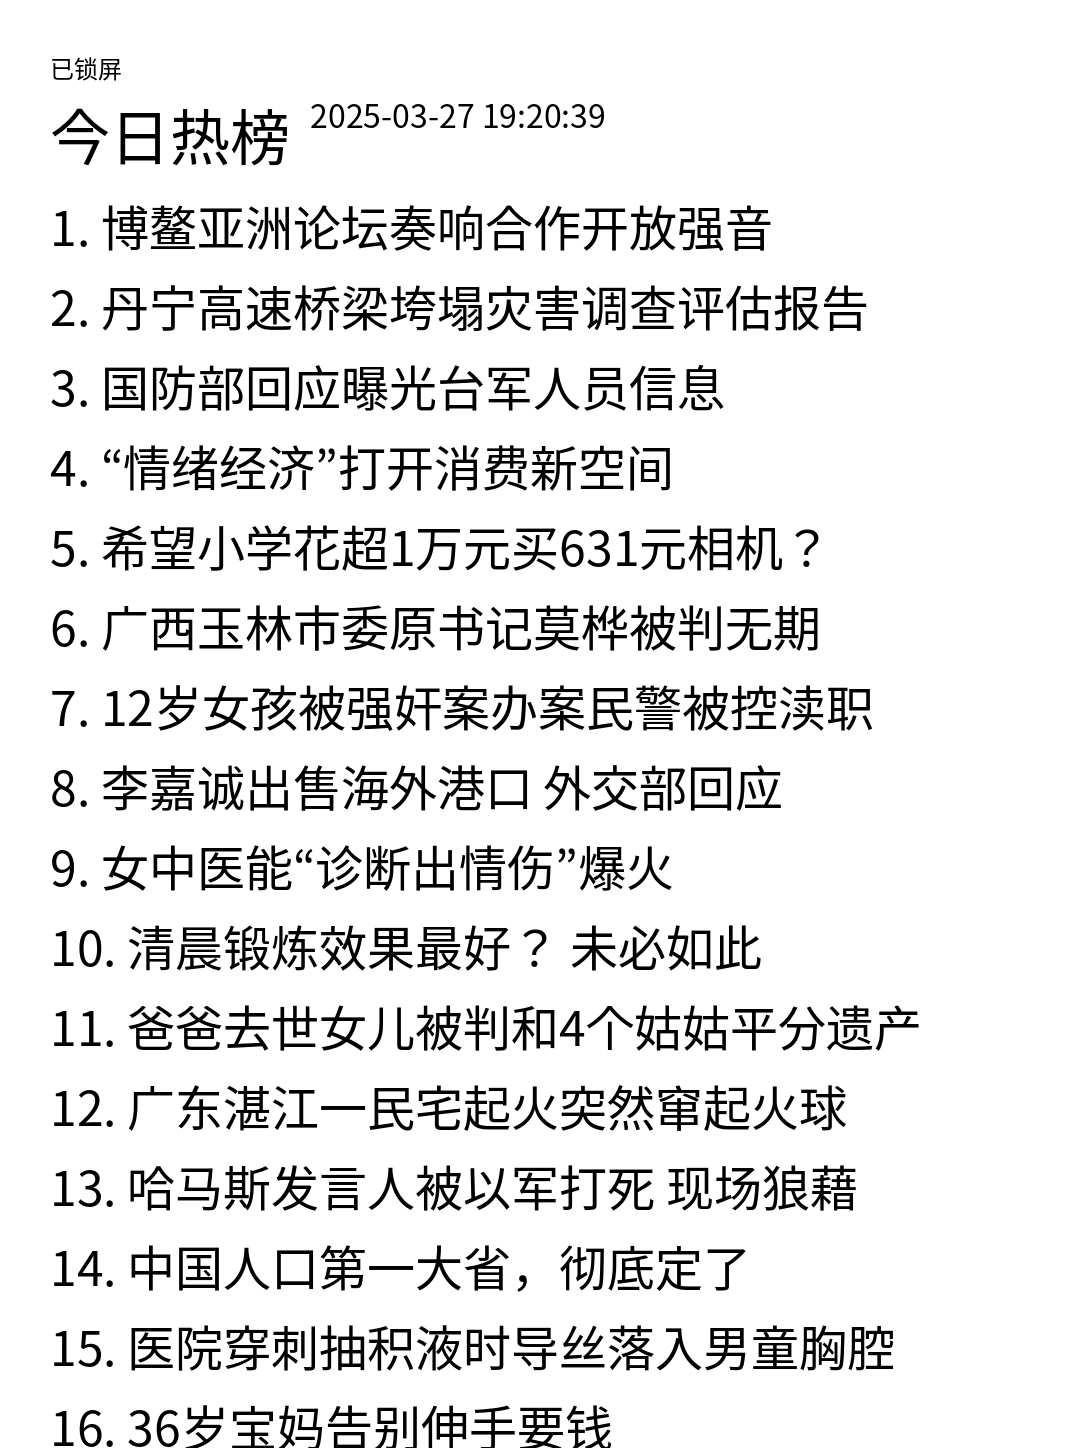 已锁屏
今日热榜 2025-03-27 19:20:39
1. 博鳌亚洲论坛奏响合作开放强音
2. 丹宁高速桥梁垮塌灾害调查评估报告
3. 国防部回应曝光台军人员信息
4. “情绪经济”打开消费新空间
5. 希望小学花超1万元买631元相机？
6. 广西玉林市委原书记莫桦被判无期
7. 12岁女孩被强奸案办案民警被控渎职
8. 李嘉诚出售海外港口 外交部回应
9. 女中医能“诊断出情伤”爆火
10. 清晨锻炼效果最好？ 未必如此
11. 爸爸去世女儿被判和4个姑姑平分遗产
12. 广东湛江一民宅起火突然窜起火球
13. 哈马斯发言人被以军打死 现场狼藉
14. 中国人口第一大省，彻底定了
15. 医院穿刺抽积液时导丝落入男童胸腔
16. 36岁宝妈告别伸手要钱